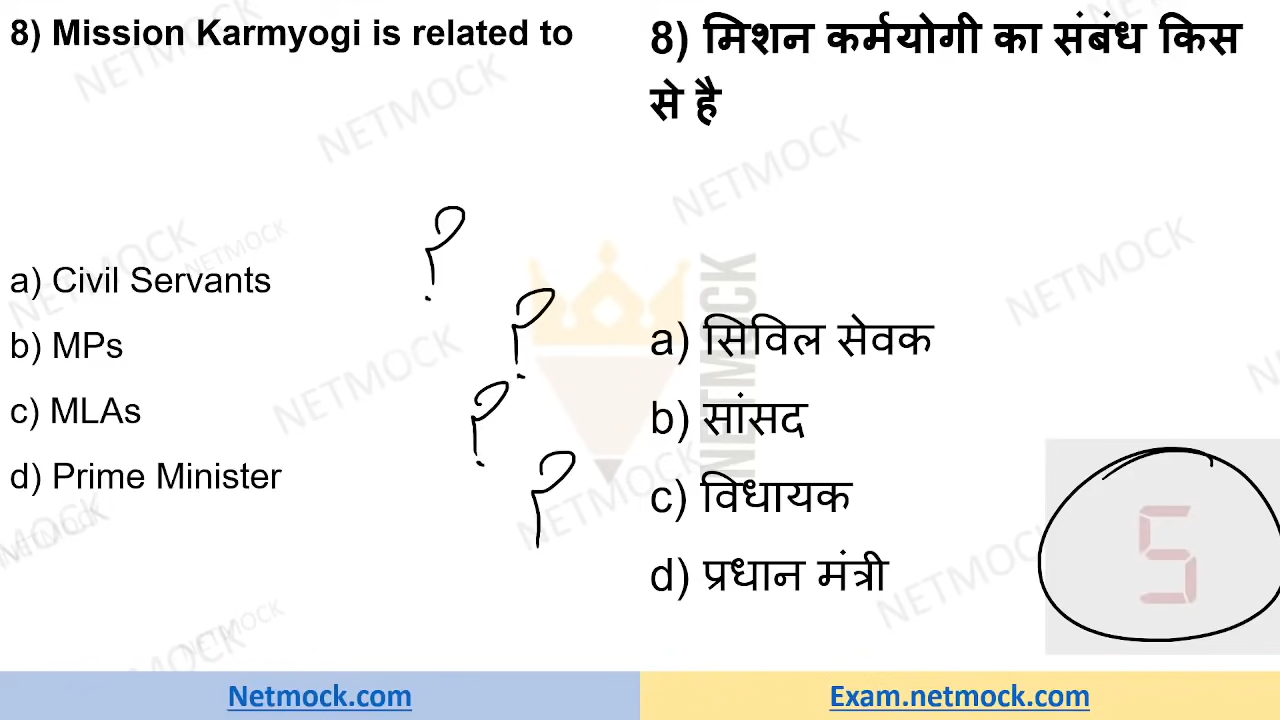 8) Mission Karmyogi is related to
a) Civil Servants
b) MPs
c) MLAs
d) Prime Minister
? ? ? ?
8) मिशन कर्मयोगी का संबंध किस
से है
a) सिविल सेवक
b) सांसद
c) विधायक
d) प्रधान मंत्री
5
NETMOCK
Netmock.com
Exam.netmock.com